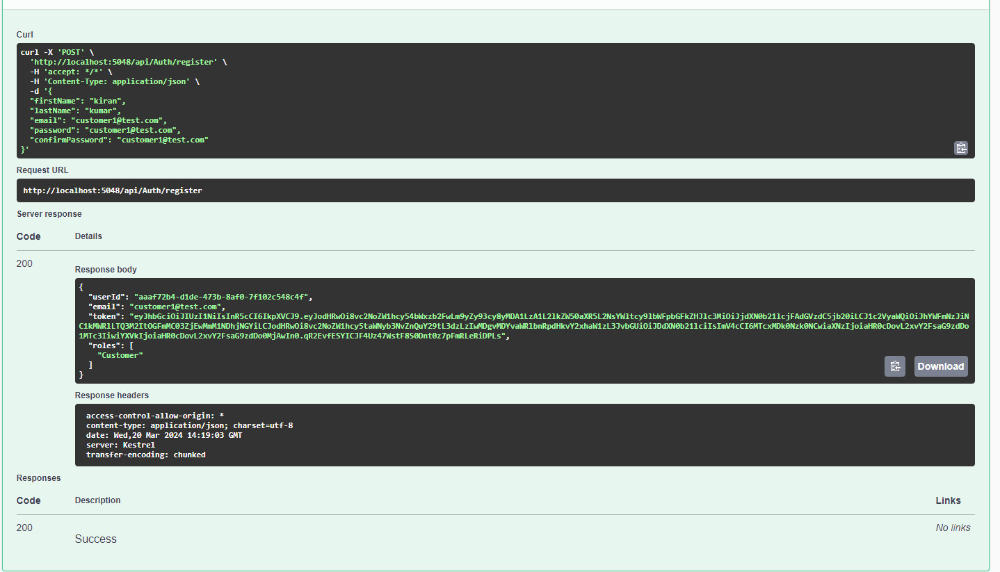 Curl
curl -X 'POST' \
'http://localhost:5048/api/Auth/register' \
-H 'accept: */*' \
-H 'Content-Type: application/json' \
-d '{
"firstName": "kiran",
"lastName": "kumar",
"email": "customer1@test.com",
"password": "customer1@test.com",
"confirmPassword": "customer1@test.com"
}'
Request URL
http://localhost:5048/api/Auth/register
Server response
Code Details
200
Response body
{
"userId": "aaaf72b4-d1de-473b-8af0-7f102c548c4f",
"email": "customer1@test.com",
"token":
"roles": [
"Customer"
]
}
Download
Response headers
access-control-allow-origin: *
content-type: application/json; charset=utf-8
date: Wed,20 Mar 2024 14:19:03 GMT
server: Kestrel
transfer-encoding: chunked
Responses
Code Description Links
200 No links
Success